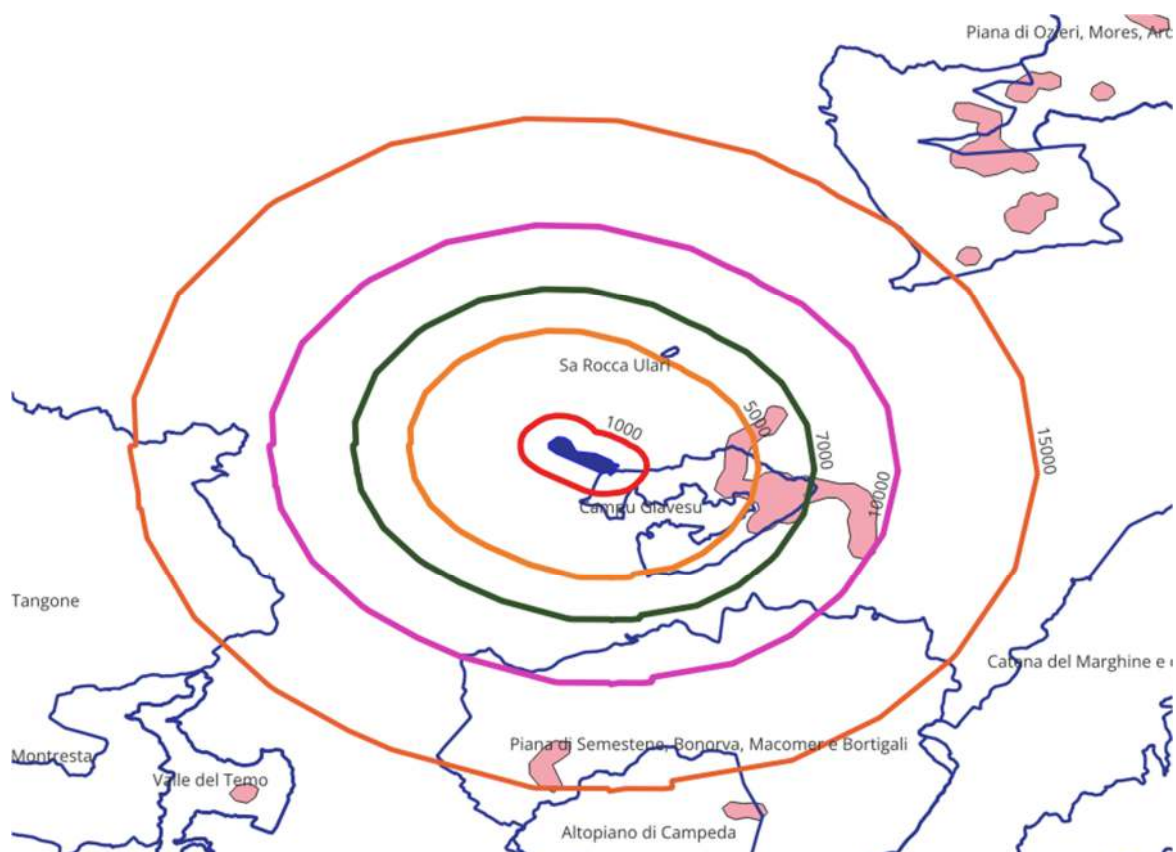 Piana di Ozieri, Mores, Arc
Sa Rocca Ulari
1000
5000
7000
15000
10000
Campu Giavesu
Tangone
Catena del Marghine e
Piana di Semestene, Bonorva, Macomer e Bortigali
Montresta
Valle del Temo
Altopiano di Campeda